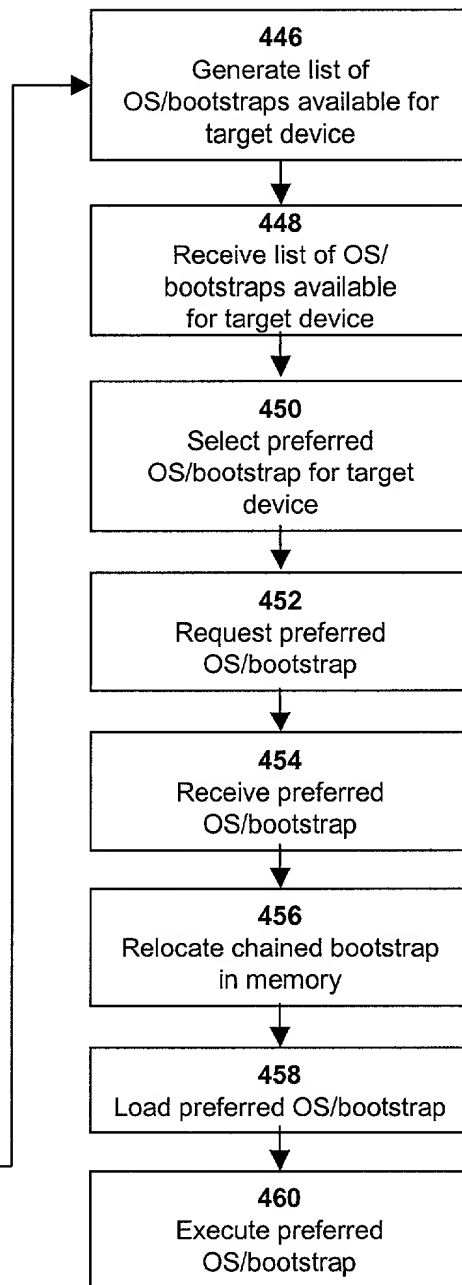 446
Generate list of
OS/bootstraps available for
target device
448
Receive list of OS/
bootstraps available
for target device
450
Select preferred
OS/bootstrap for target
device
452
Request preferred
OS/bootstrap
454
Receive preferred
OS/bootstrap
456
Relocate chained bootstrap
in memory
458
Load preferred OS/bootstrap
460
Execute preferred
OS/bootstrap